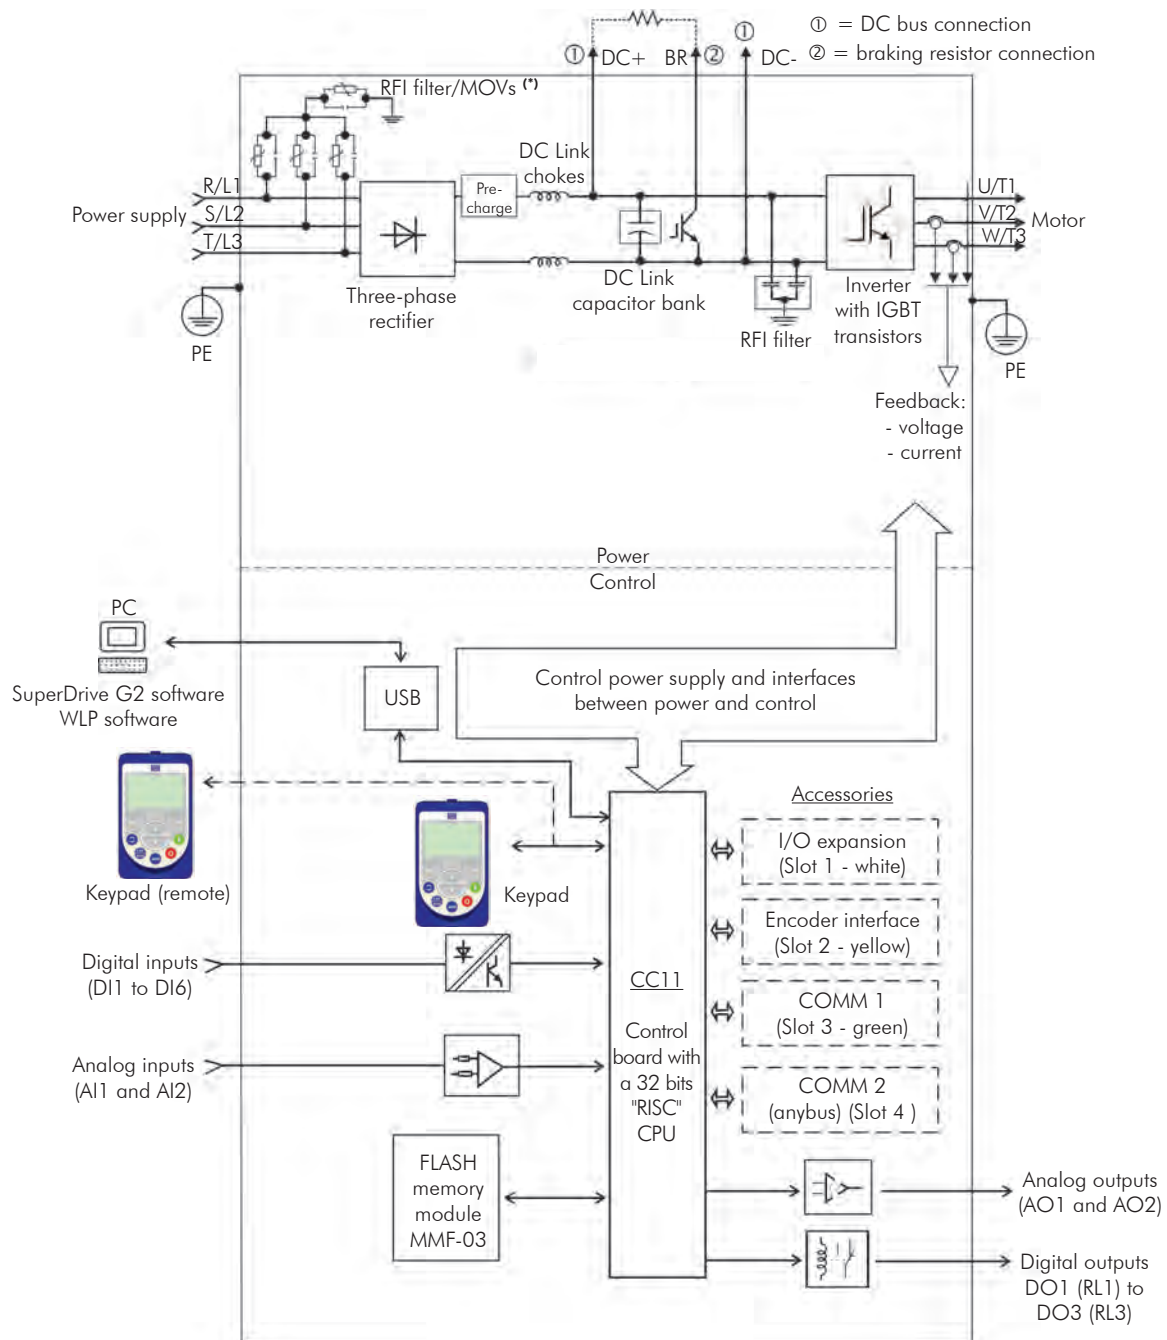 ① = DC bus connection
② = braking resistor connection
①
① DC+ BR ② DC-
RFI filter/MOVs (*)
DC Link
chokes
Pre-
charge
R/L1
Power supply S/L2
T/L3
U/T1
V/T2 Motor
W/T3
Three-phase
rectifier
DC Link
capacitor bank
RFI filter
Inverter
with IGBT
transistors
PE
PE
Feedback:
- voltage
- current
Power
Control
PC
SuperDrive G2 software
WLP software
USB
Control power supply and interfaces
between power and control
Keypad (remote)
Keypad
Accessories
I/O expansion
(Slot 1 - white)
Encoder interface
(Slot 2 - yellow)
COMM 1
(Slot 3 - green)
COMM 2
(anybus) (Slot 4 )
Digital inputs
(DI1 to DI6)
Analog inputs
(AI1 and AI2)
CC11
Control
board with
a 32 bits
"RISC"
CPU
FLASH
memory
module
MMF-03
Analog outputs
(AO1 and AO2)
Digital outputs
DO1 (RL1) to
DO3 (RL3)